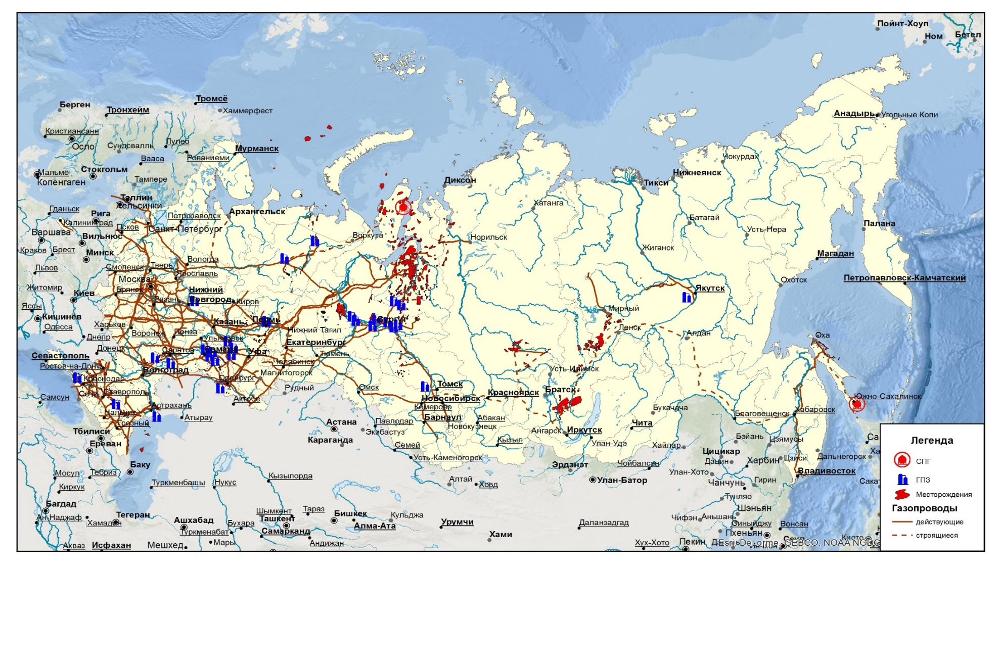 Пойнт-Хоуп
Ном
Бетел
Тромсё
Берген
Тронхейм
Хаммерфест
Анадырь
Угольные Копи
Кристиансанн
Осло
Сундсвалль
Лулео
Мурманск
Рованиеми
Вааса
Чокурдах
Мальмё
Стокгольм
Копенгаген
Тампере
Диксон
Нижнеянск
Тикси
Таллин
Хельсинки
Хатанга
Гданьск
Рига
Калининград
Псков
Петрозаводск
Архангельск
Санкт-Петербург
Батагай
Палана
Варшава
Вильнюс
Воркута
Норильск
Усть-Нера
Краков
Брест
Минск
Жиганск
Магадан
Львов
Смоленск
Тверь
Вологда
Ярославль
Москва
Охотск
Петропавловск-Камчатский
Житомир
Киев
Брянск
Рязань
Нижний
Новгород
Киров
Якутск
Яссы
Кишинёв
Одесса
Харьков
Казань
Пермь
Сургут
Мирный
Днепр
Воронеж
Пенза
Ульяновск
Нижний Тагил
Ленск
Алдан
Оха
Донецк
Саратов
Самара
Уфа
Екатеринбург
Тюмень
Севастополь
Ростов-на-Дону
Волгоград
Челябинск
Усть-Илимск
Краснодар
Оренбург
Магнитогорск
Самсун
Сочи
Ставрополь
Актобе
Рудный
Омск
Томск
Новосибирск
Кемерово
Красноярск
Братск
Южно-Сахалинск
Астрахань
Нальчик
Грозный
Атырау
Букачача
Благовещенск
Хабаровск
Тбилиси
Ереван
Астана
Павлодар
Экибастуз
Барнаул
Новокузнецк
Абакан
Ангарск
Иркутск
Чита
Караганда
Семей
Кызыл
Улан-Удэ
Хайлар
Бэйань
Цзямусы
Баку
Усть-Каменогорск
Эрдэнэт
Чойбалсан
Цицикар
Дацин
Харбин
Цзиси
Дальнегорск
Мосул
Тебриз
Киркук
Туркменбашы
Нукус
Кызылорда
Алтай
Ховд
Улан-Батор
Улан-Хото
Чанчунь
Гирин
Владивосток
Багдад
Ан-Наджаф
Хамадан
Тегеран
Ашхабад
Туркменабат
Бухара
Шымкент
Ташкент
Самарканд
Тараз
Бишкек
Алма-Ата
Кульджа
Урумчи
Хами
Даланзадгад
Тунляо
Шэньян
Чифэн
Аньшань
Синыйджу
Вонсан
Пхеньян
Ахваз
Исфахан
Мешхед
Мары
Андижан
Хух-Хото
Пекин
Сеул
Киото
Esri, DeLorme, GEBCO, NOAA NGDC
Легенда
СПГ
ГПЗ
Месторождения
Газопроводы
действующие
строящиеся